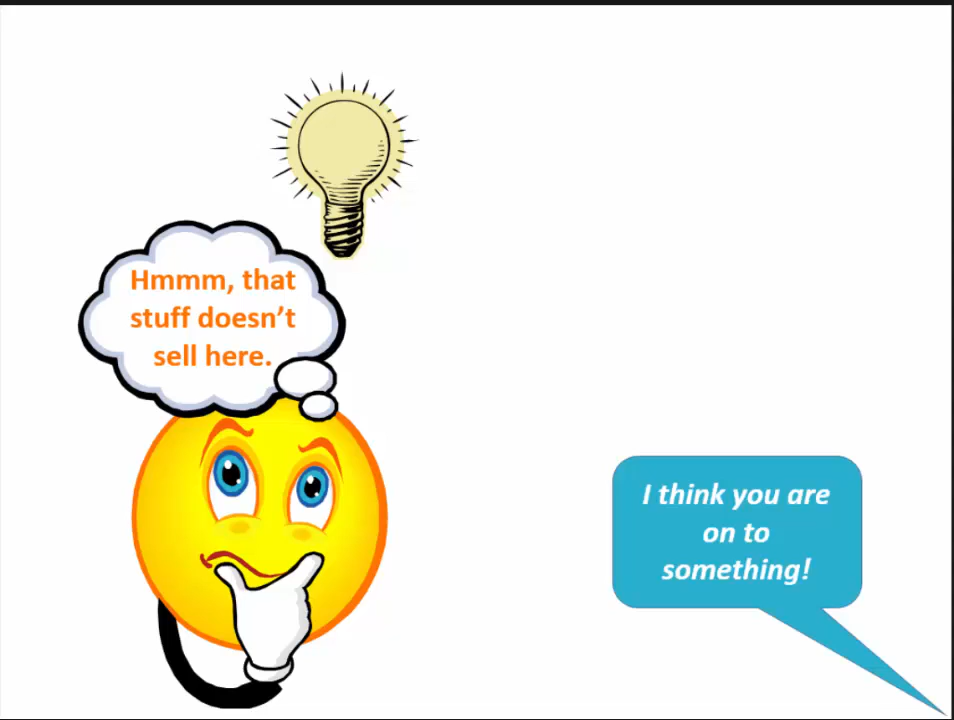 Hmmm, that
stuff doesn’t
sell here.
I think you are
on to
something!